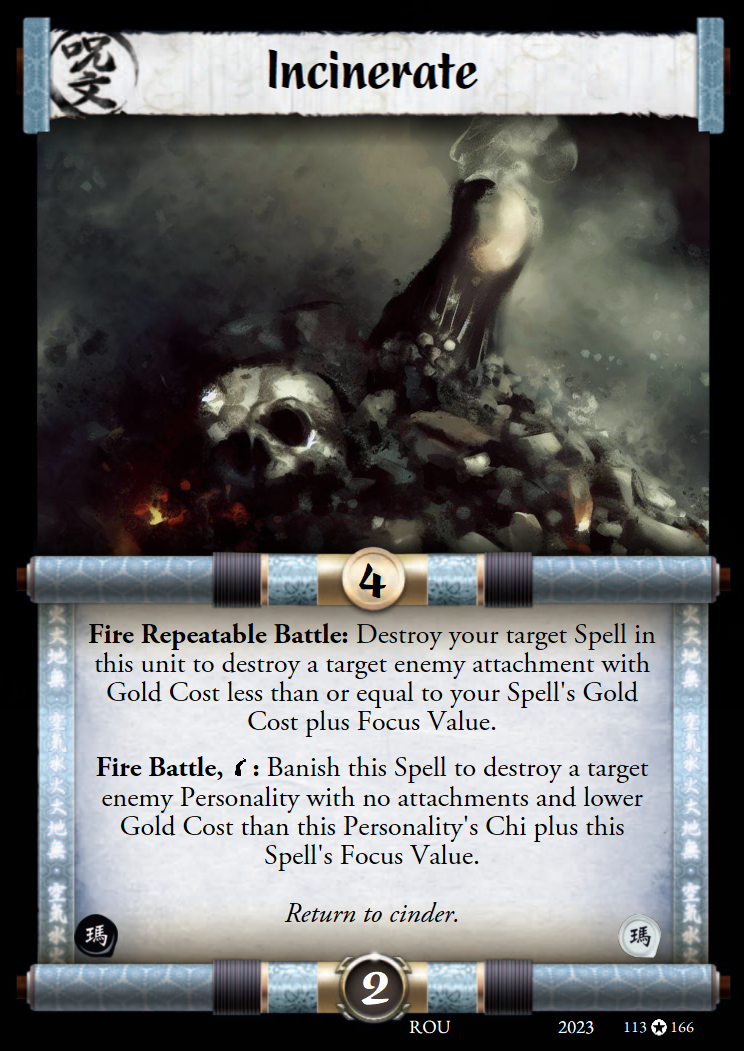 呪文
Incinerate
4
Fire Repeatable Battle: Destroy your target Spell in
this unit to destroy a target enemy attachment with
Gold Cost less than or equal to your Spell's Gold
Cost plus Focus Value.
Fire Battle, : Banish this Spell to destroy a target
enemy Personality with no attachments and lower
Gold Cost than this Personality's Chi plus this
Spell's Focus Value.
Return to cinder.
瑪
瑪
2
ROU 2023 113 166